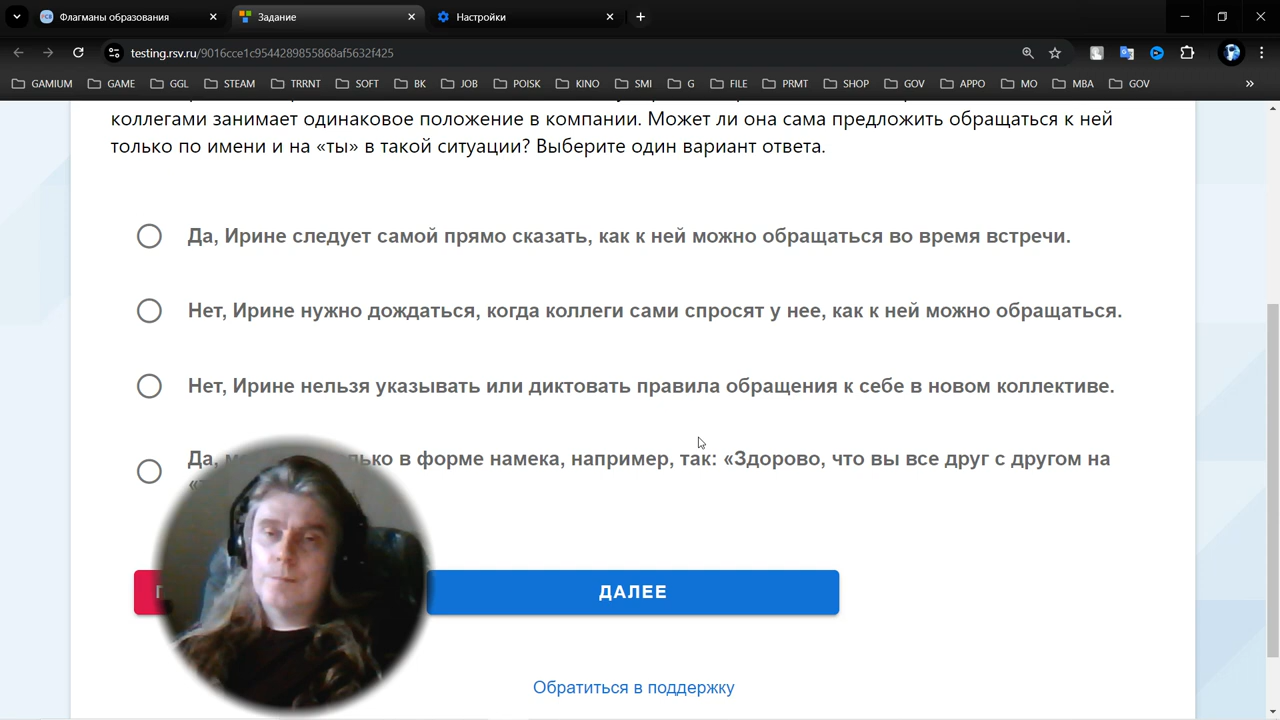 Флагманы образования
Задание
Настройки
testing.rsv.ru/9016cce1c9544289855868af5632f425
GAMIUM GAME GGL STEAM TRRNT SOFT BK JOB POISK KINO SMI G FILE PRMT SHOP GOV APPO MO MBA GOV »
коллегами занимает одинаковое положение в компании. Может ли она сама предложить обращаться к ней
только по имени и на «ты» в такой ситуации? Выберите один вариант ответа.
Да, Ирине следует самой прямо сказать, как к ней можно обращаться во время встречи.
Нет, Ирине нужно дождаться, когда коллеги сами спросят у нее, как к ней можно обращаться.
Нет, Ирине нельзя указывать или диктовать правила обращения к себе в новом коллективе.
Да, в форме намека, например, так: «Здорово, что вы все друг с другом на
ДАЛЕЕ
Обратиться в поддержку